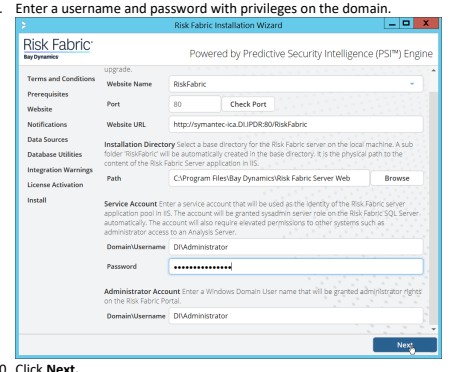 . Enter a username and password with privileges on the domain.
Risk Fabric Installation Wizard
Risk Fabric
Bay Dynamics
Powered by Predictive Security Intelligence (PSI™) Engine
Terms and Conditions
Prerequisites
Website
Notifications
Data Sources
Database Utilities
Integration Warnings
License Activation
Install
upgrade.
Website Name RiskFabric
Port 80 Check Port
Website URL http://symantec-ica.DI.IPDR:80/RiskFabric
Installation Directory Select a base directory for the Risk Fabric server on the local machine. A sub
folder 'RiskFabric' will be automatically created in the base directory. It is the physical path to the
content of the Risk Fabric Server application in IIS.
Path C:\Program Files\Bay Dynamics\Risk Fabric Server Web Browse
Service Account Enter a service account that will be used as the identity of the Risk Fabric server
application pool in IIS. The account will be granted sysadmin server role on the Risk Fabric SQL Server
automatically. The account will also require elevated permissions to other systems such as
administrator access to an Analysis Server.
Domain\Username DI\Administrator
Password ••••••••••••••
Administrator Account Enter a Windows Domain User name that will be granted administrator rights
on the Risk Fabric Portal.
Domain\Username DI\Administrator
Next
0. Click Next.